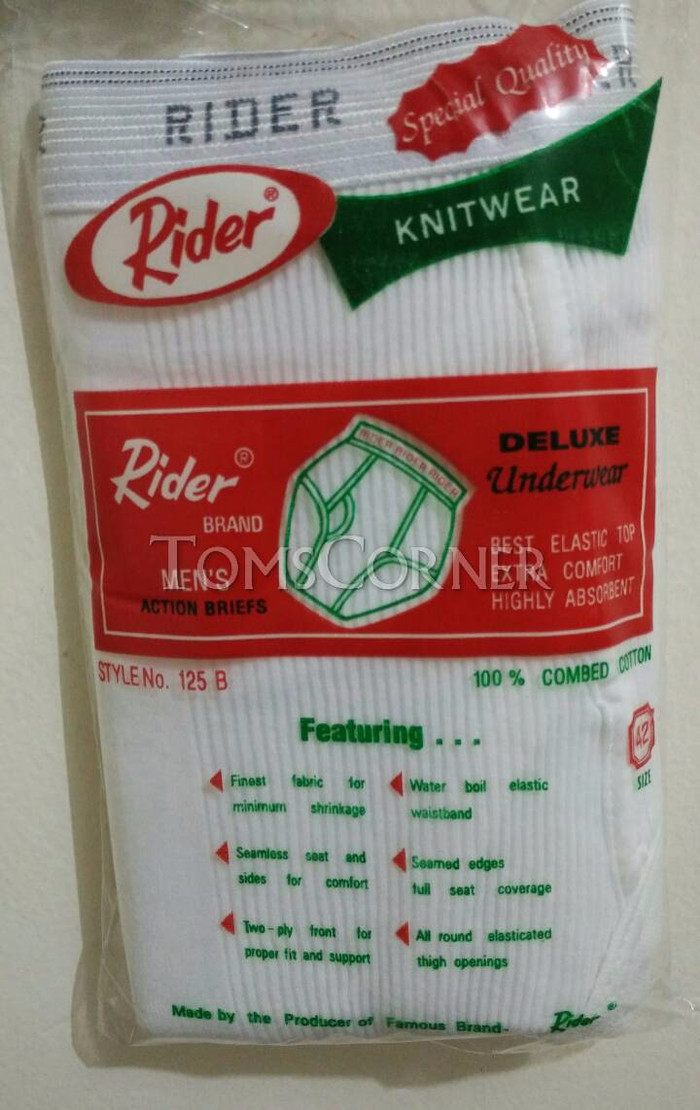 RIDER
Special Quality
Rider®
KNITWEAR
Rider®
BRAND
MEN'S
ACTION BRIEFS
RIDER RIDER RIDER
DELUXE
Underwear
BEST ELASTIC TOP
EXTRA COMFORT
HIGHLY ABSORBENT
TOMSCORNER
STYLE No. 125 B
100 % COMBED COTTON
42
SIZE
Featuring . . .
Finest fabric for
minimum shrinkage
Seamless seat and
sides for comfort
Two-ply front for
proper fit and support
Water boil elastic
waistband
Seamed edges
full seat coverage
All round elasticated
thigh openings
Made by the Producer of Famous Brand- Rider